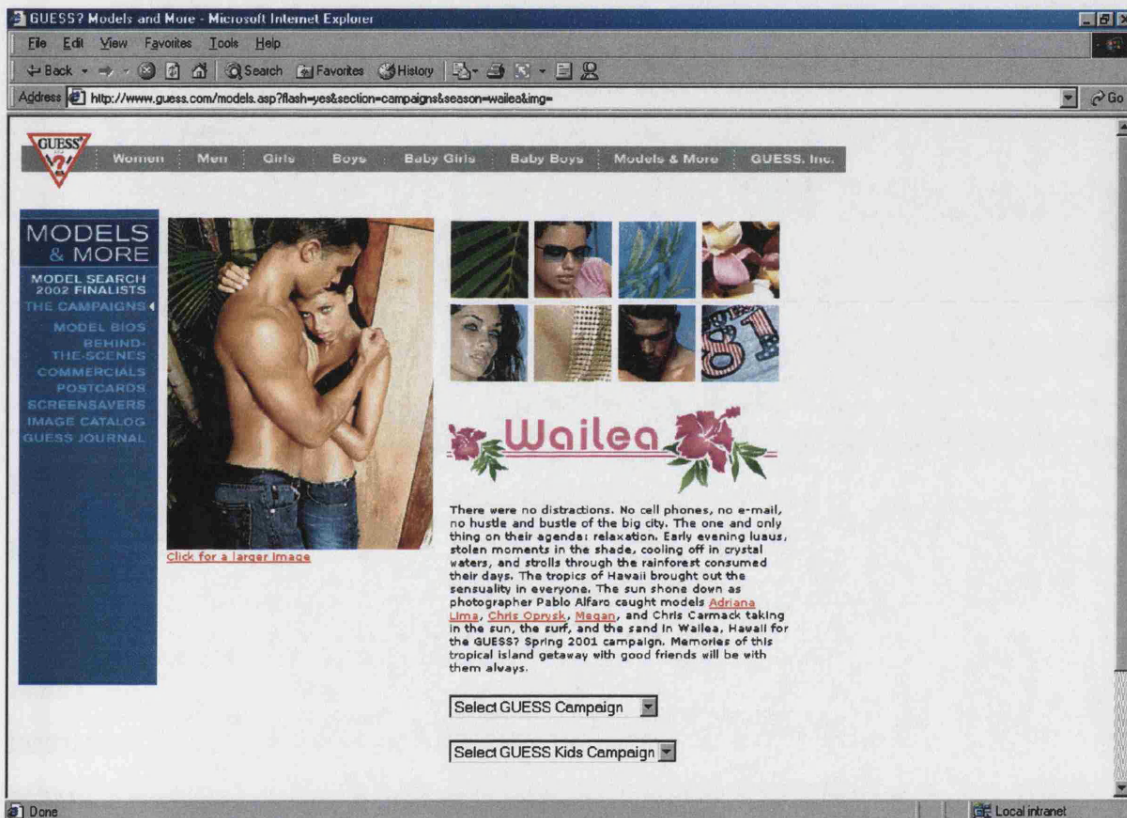 GUESS? Models and More - Microsoft Internet Explorer
File Edit View Favorites Tools Help
Back Search Favorites History
Address http://www.guess.com/models.asp?flash=yes&section=campaigns&season=wailea&img= Go
GUESS
?
Women Men Girls Boys Baby Girls Baby Boys Models & More GUESS, Inc.
MODELS
& MORE
MODEL SEARCH
2002 FINALISTS
THE CAMPAIGNS
MODEL BIOS
BEHIND-
THE-SCENES
COMMERCIALS
POSTCARDS
SCREENSAVERS
IMAGE CATALOG
GUESS JOURNAL
Click for a larger image
81
Wailea
There were no distractions. No cell phones, no e-mail,
no hustle and bustle of the big city. The one and only
thing on their agenda: relaxation. Early evening luaus,
stolen moments in the shade, cooling off in crystal
waters, and strolls through the rainforest consumed
their days. The tropics of Hawaii brought out the
sensuality in everyone. The sun shone down as
photographer Pablo Alfaro caught models Adriana
Lima, Chris Oprysk, Megan, and Chris Carmack taking
in the sun, the surf, and the sand in Wailea, Hawaii for
the GUESS? Spring 2001 campaign. Memories of this
tropical island getaway with good friends will be with
them always.
Select GUESS Campaign
Select GUESS Kids Campaign
Done Local intranet